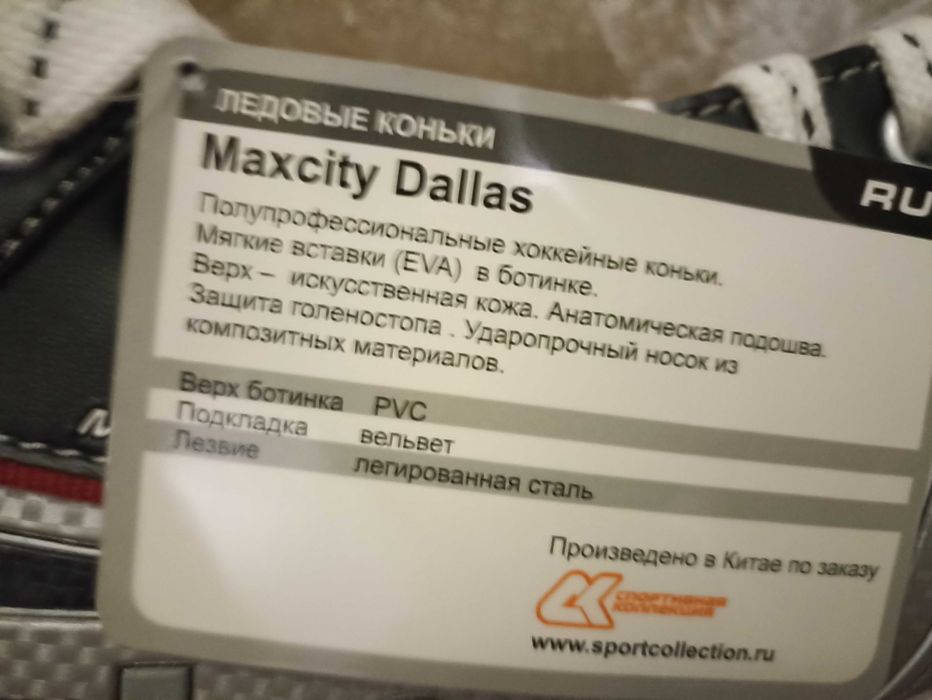 ЛЕДОВЫЕ КОНЬКИ
RU
Maxcity Dallas
Полупрофессиональные хоккейные коньки.
Мягкие вставки (EVA) в ботинке.
Верх – искусственная кожа. Анатомическая подошва.
Защита голеностопа . Ударопрочный носок из
композитных материалов.
Верх ботинка PVC
Подкладка вельвет
Лезвие легированная сталь
Произведено в Китае по заказу
СК СПОРТИВНАЯ
КОЛЛЕКЦИЯ
www.sportcollection.ru